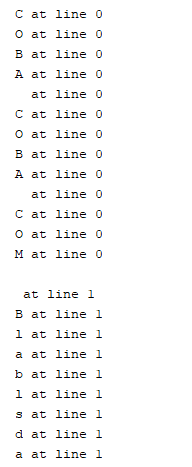 C at line 0
O at line 0
B at line 0
A at line 0
  at line 0
C at line 0
O at line 0
B at line 0
A at line 0
  at line 0
C at line 0
O at line 0
M at line 0

 at line 1
B at line 1
l at line 1
a at line 1
b at line 1
l at line 1
s at line 1
d at line 1
a at line 1